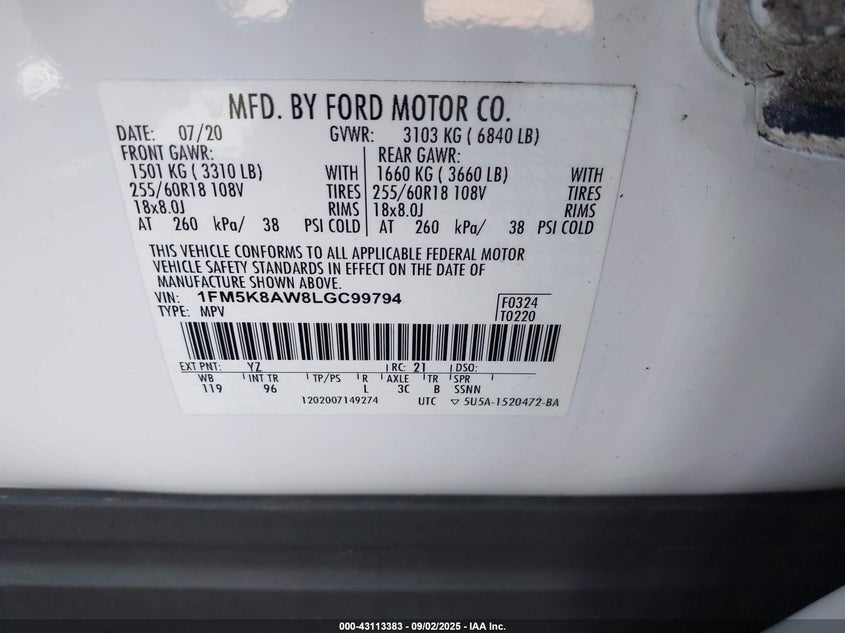 MFD. BY FORD MOTOR CO.
DATE: 07/20 GVWR: 3103 KG ( 6840 LB)
FRONT GAWR: REAR GAWR:
1501 KG ( 3310 LB) WITH 1660 KG ( 3660 LB) WITH
255/60R18 108V TIRES 255/60R18 108V TIRES
18x8.0J RIMS 18x8.0J RIMS
AT 260 kPa/ 38 PSI COLD AT 260 kPa/ 38 PSI COLD
THIS VEHICLE CONFORMS TO ALL APPLICABLE FEDERAL MOTOR
VEHICLE SAFETY STANDARDS IN EFFECT ON THE DATE OF
MANUFACTURE SHOWN ABOVE.
VIN: 1FM5K8AW8LGC99794 F0324
TYPE: MPV T0220
EXT PNT: YZ RC: 21 DSO:
WB INT TR TP/PS R AXLE TR SPR
119 96 L 3C B SSNN
1202007149274 UTC ▽ 5U5A-1520472-BA
000-43113383 - 09/02/2025 - IAA Inc.